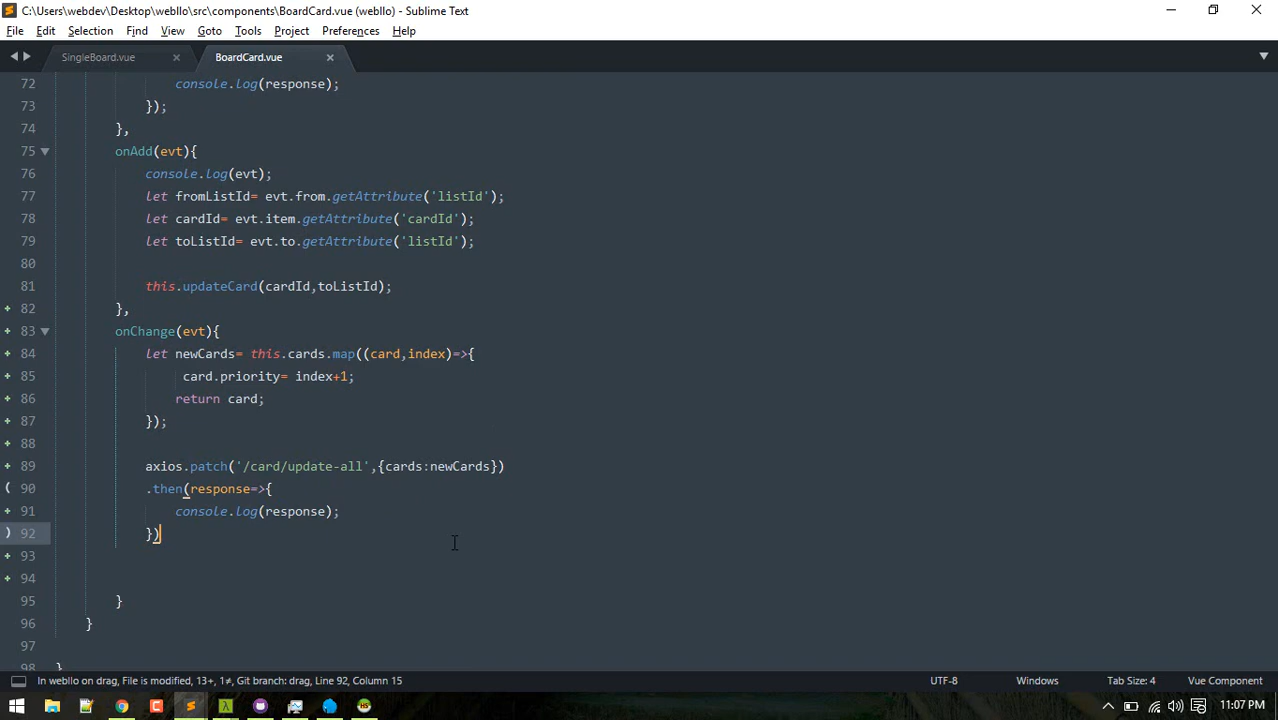 C:\Users\webdev\Desktop\webllo\src\components\BoardCard.vue (webllo) - Sublime Text
File Edit Selection Find View Goto Tools Project Preferences Help
SingleBoard.vue BoardCard.vue
72 console.log(response);
73 });
74 },
75 onAdd(evt){
76 console.log(evt);
77 let fromListId= evt.from.getAttribute('listId');
78 let cardId= evt.item.getAttribute('cardId');
79 let toListId= evt.to.getAttribute('listId');
80
81 this.updateCard(cardId,toListId);
82 },
83 onChange(evt){
84 let newCards= this.cards.map((card,index)=>{
85 card.priority= index+1;
86 return card;
87 });
88
89 axios.patch('/card/update-all',{cards:newCards})
90 .then(response=>{
91 console.log(response);
92 })
93
94
95 }
96 }
97
98 }
In webllo on drag, File is modified, 13+, 1≠, Git branch: drag, Line 92, Column 15 UTF-8 Windows Tab Size: 4 Vue Component
11:07 PM